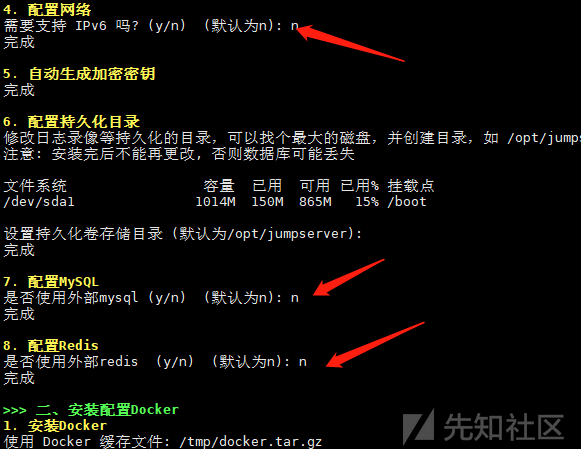 4. 配置网络
需要支持 IPv6 吗? (y/n)  (默认为n): n
完成
5. 自动生成加密密钥
完成
6. 配置持久化目录
修改日志录像等持久化的目录，可以找个最大的磁盘，并创建目录，如 /opt/jumps
注意: 安装完后不能再更改, 否则数据库可能丢失
文件系统 容量 已用 可用 已用% 挂载点
/dev/sda1 1014M 150M 865M 15% /boot
设置持久化卷存储目录 (默认为/opt/jumpserver):
完成
7. 配置MySQL
是否使用外部mysql (y/n)  (默认为n): n
完成
8. 配置Redis
是否使用外部redis  (y/n)  (默认为n): n
完成
>>> 二、安装配置Docker
1. 安装Docker
使用 Docker 缓存文件: /tmp/docker.tar.gz
先知社区